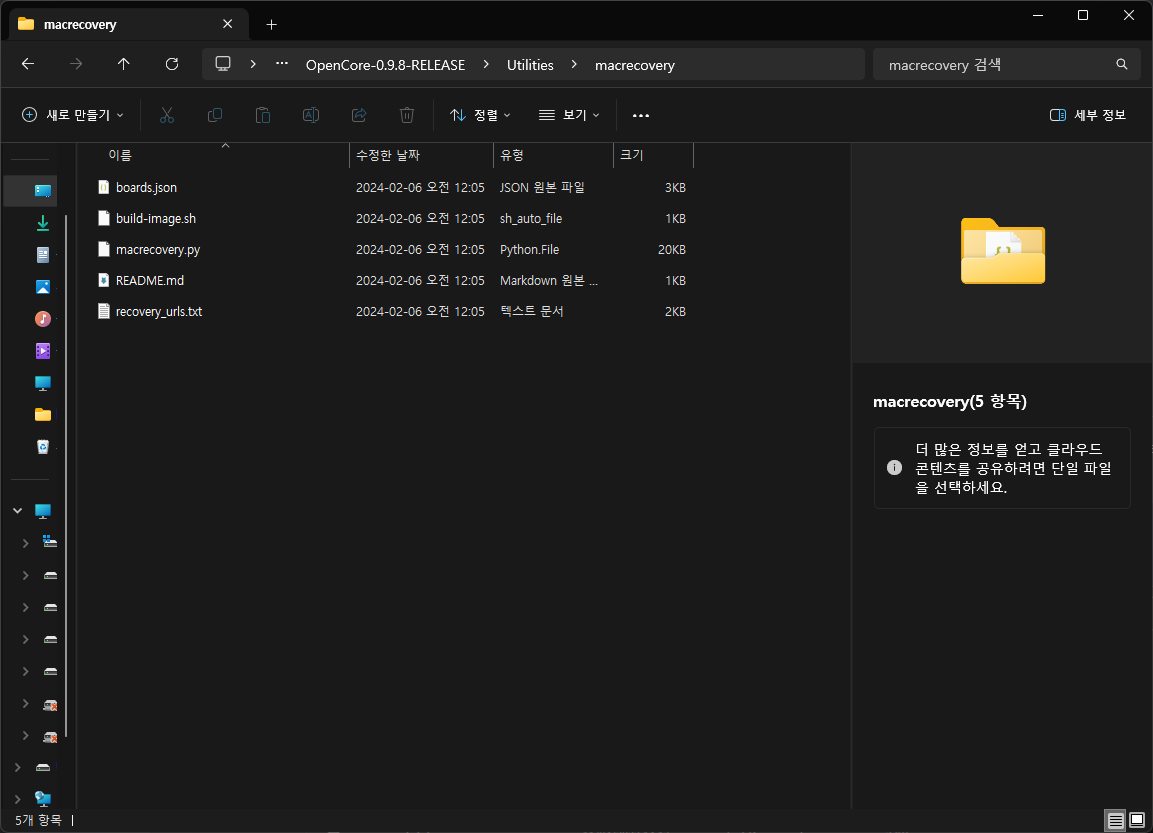 macrecovery
OpenCore-0.9.8-RELEASE > Utilities > macrecovery
macrecovery 검색
새로 만들기
정렬
보기
세부 정보
이름 수정한 날짜 유형 크기
boards.json 2024-02-06 오전 12:05 JSON 원본 파일 3KB
build-image.sh 2024-02-06 오전 12:05 sh_auto_file 1KB
macrecovery.py 2024-02-06 오전 12:05 Python.File 20KB
README.md 2024-02-06 오전 12:05 Markdown 원본 ... 1KB
recovery_urls.txt 2024-02-06 오전 12:05 텍스트 문서 2KB
macrecovery(5 항목)
더 많은 정보를 얻고 클라우드
콘텐츠를 공유하려면 단일 파일
을 선택하세요.
5개 항목